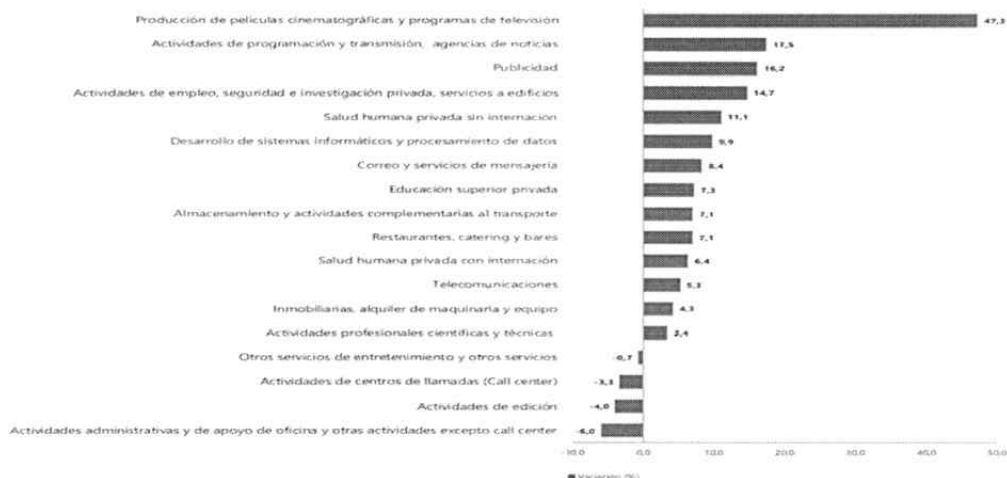 Producción de películas cinematográficas y programas de televisión 47,3
Actividades de programación y transmisión, agencias de noticias 17,5
Publicidad 16,2
Actividades de empleo, seguridad e investigación privada, servicios a edificios 14,7
Salud humana privada sin internación 11,1
Desarrollo de sistemas informáticos y procesamiento de datos 9,9
Correo y servicios de mensajería 8,4
Educación superior privada 7,3
Almacenamiento y actividades complementarias al transporte 7,1
Restaurantes, catering y bares 7,1
Salud humana privada con internación 6,4
Telecomunicaciones 5,3
Inmobiliarias, alquiler de maquinaria y equipo 4,3
Actividades profesionales científicas y técnicas
Otros servicios de entretenimiento y otros servicios -0,7
Actividades de centros de llamadas (Call center) -3,3
Actividades de edición -4,0
Actividades administrativas y de apoyo de oficina y otras actividades excepto call center -6,0
-10,0 0,0 10,0 20,0 30,0 40,0 50,0
Variación (%)